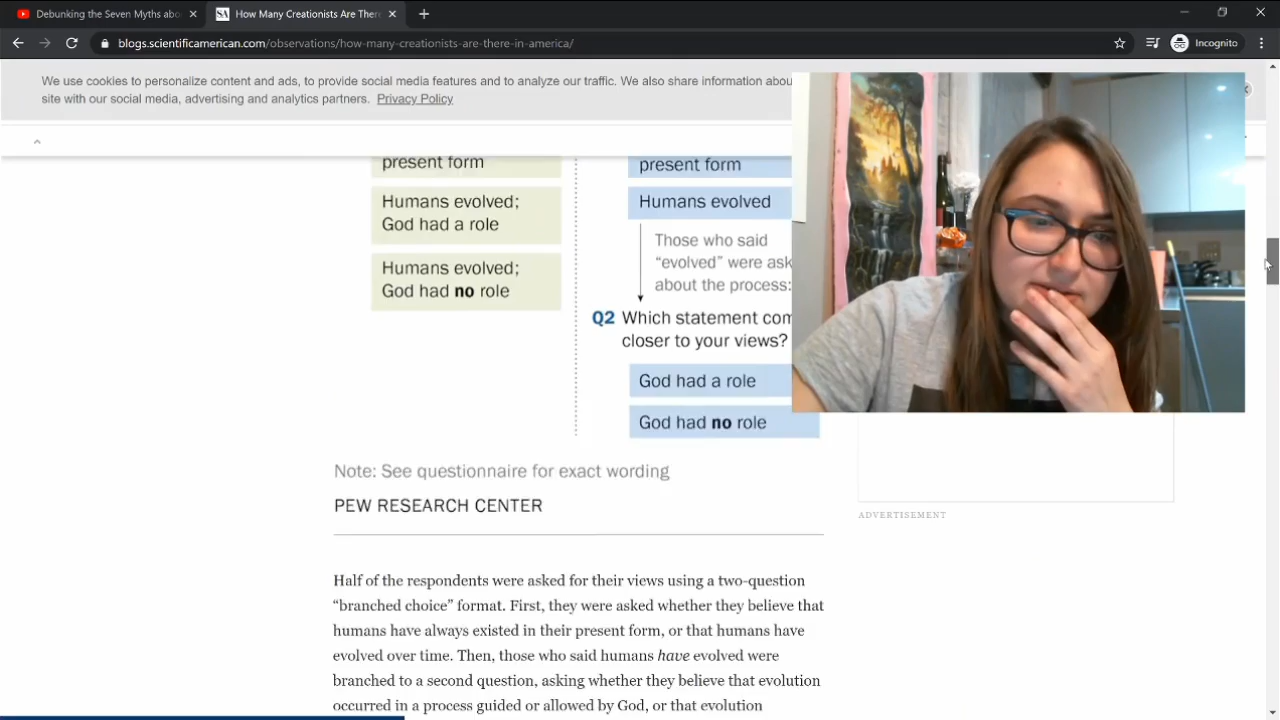 Debunking the Seven Myths abo
How Many Creationists Are Ther
blogs.scientificamerican.com/observations/how-many-creationists-are-there-in-america/
Incognito
We use cookies to personalize content and ads, to provide social media features and to analyze our traffic. We also share information abou
site with our social media, advertising and analytics partners. Privacy Policy
present form
Humans evolved;
God had a role
Humans evolved;
God had no role
present form
Humans evolved
Those who said
“evolved” were ask
about the process:
Q2 Which statement com
closer to your views?
God had a role
God had no role
Note: See questionnaire for exact wording
PEW RESEARCH CENTER
ADVERTISEMENT
Half of the respondents were asked for their views using a two-question
“branched choice” format. First, they were asked whether they believe that
humans have always existed in their present form, or that humans have
evolved over time. Then, those who said humans have evolved were
branched to a second question, asking whether they believe that evolution
occurred in a process guided or allowed by God, or that evolution